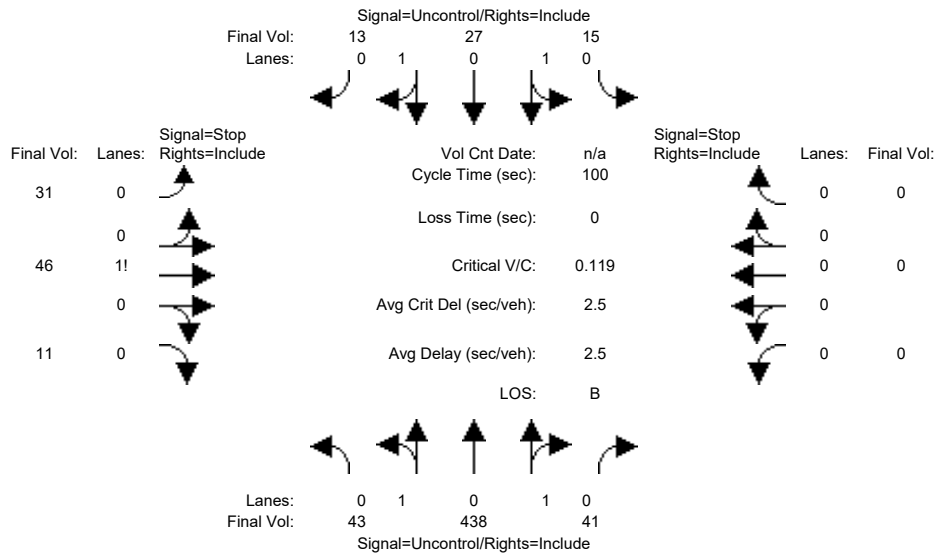 Signal=Uncontrol/Rights=Include
Final Vol: 13 27 15
Lanes: 0 1 0 1 0
Signal=Stop
Final Vol: Lanes: Rights=Include
Vol Cnt Date: n/a
Signal=Stop
Rights=Include Lanes: Final Vol:
Cycle Time (sec): 100
31 0
0 0
Loss Time (sec): 0
0
0
46 1!
Critical V/C: 0.119
0 0
0
Avg Crit Del (sec/veh): 2.5
0
11 0
Avg Delay (sec/veh): 2.5
0 0
LOS: B
Lanes: 0 1 0 1 0
Final Vol: 43 438 41
Signal=Uncontrol/Rights=Include